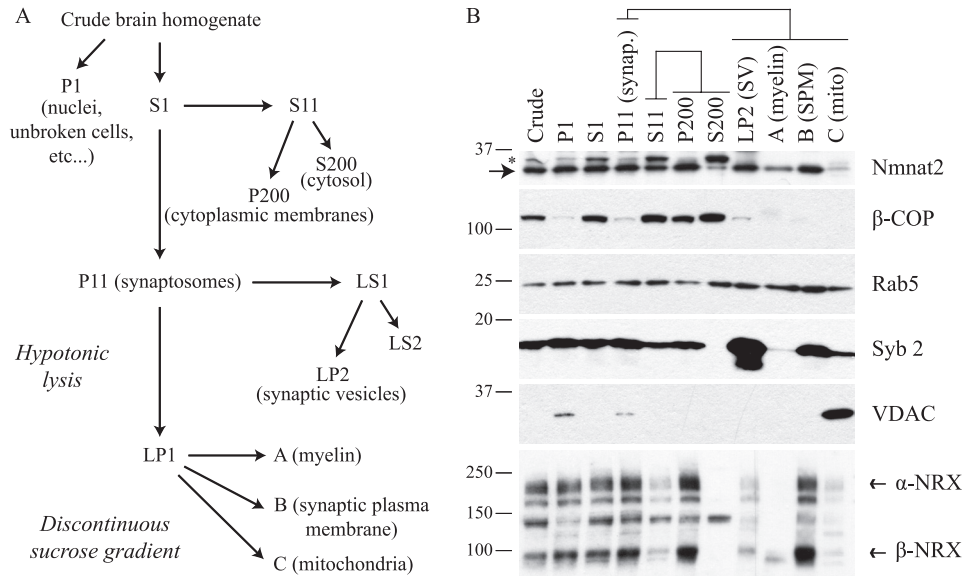 A
Crude brain homogenate
P1
(nuclei,
unbroken cells,
etc...)
S1
S11
S200
(cytosol)
P200
(cytoplasmic membranes)
P11 (synaptosomes)
LS1
LS2
Hypotonic
lysis
LP2
(synaptic vesicles)
LP1
A (myelin)
B (synaptic plasma
membrane)
Discontinuous
sucrose gradient
C (mitochondria)
B
Crude
P1
S1
P11 (synap.)
S11
P200
S200
LP2 (SV)
A (myelin)
B (SPM)
C (mito)
37
*
Nmnat2
100
β-COP
25
Rab5
20
Syb 2
37
VDAC
250
α-NRX
150
100
β-NRX